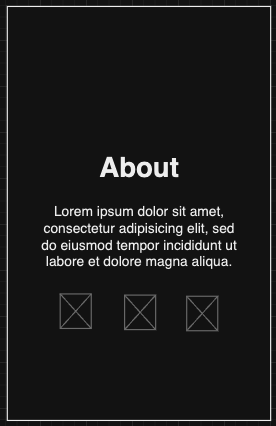 About
Lorem ipsum dolor sit amet,
consectetur adipisicing elit, sed
do eiusmod tempor incididunt ut
labore et dolore magna aliqua.